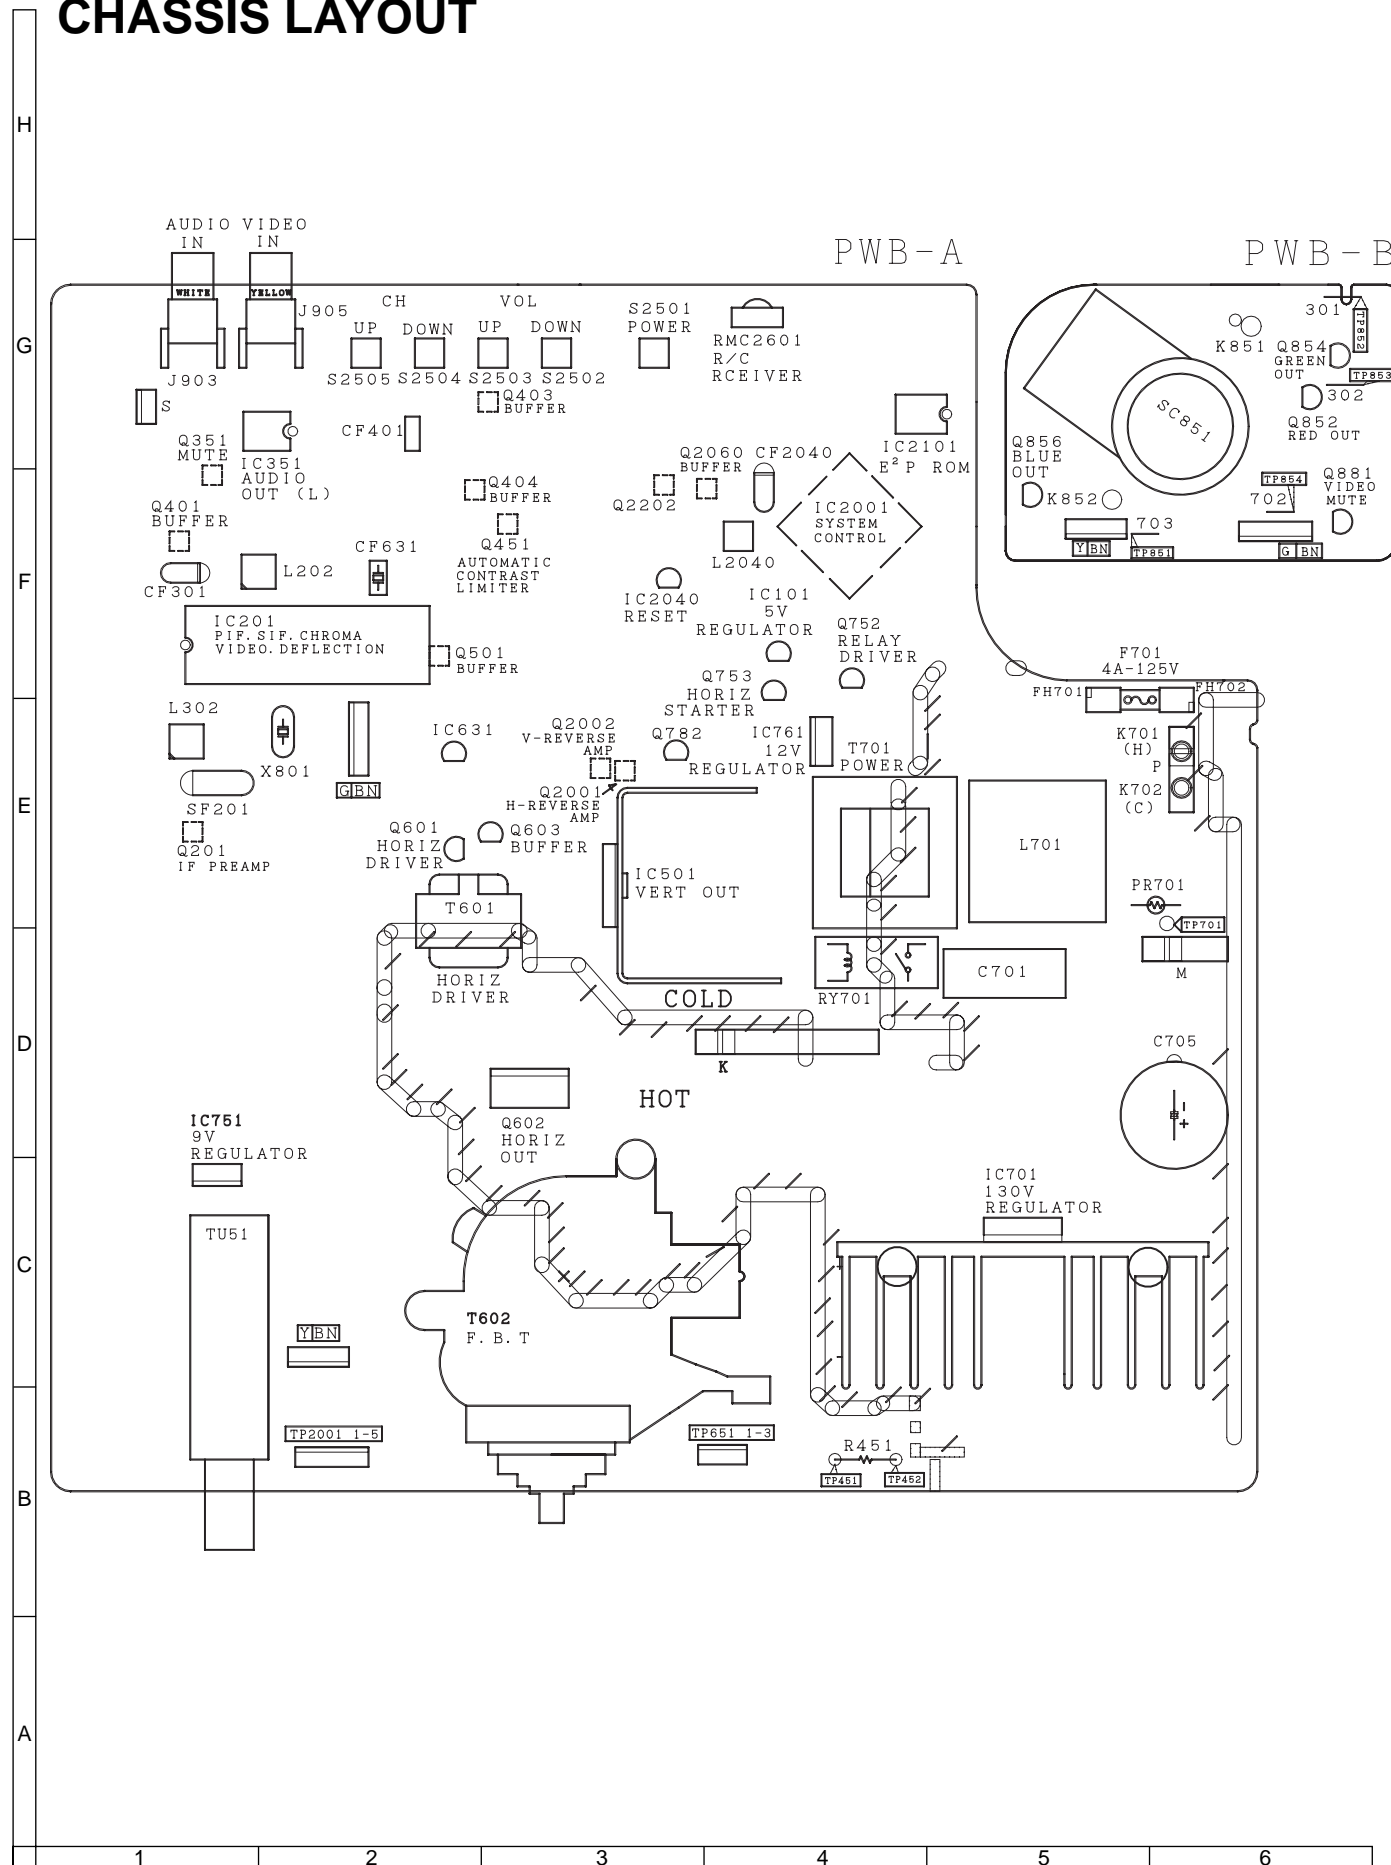 CHASSIS LAYOUT
H
AUDIO VIDEO
IN IN
PWB-A
PWB-B
WHITE YELLOW
J905
CH VOL
UP DOWN UP DOWN
S2501
POWER
J903
S2505 S2504 S2503 S2502
RMC2601
R/C
RCEIVER
G
301
TP852
K851
Q854
GREEN
OUT
TP853
302
Q852
RED OUT
SC851
S
Q403
BUFFER
Q351
MUTE
IC351
AUDIO
OUT (L)
CF401
IC2101
E²P ROM
Q856
BLUE
OUT
Q2060
BUFFER
CF2040
Q404
BUFFER
Q2202
IC2001
SYSTEM
CONTROL
K852
TP854
702
Q881
VIDEO
MUTE
703
Y BN
TP851
G BN
Q401
BUFFER
CF631
Q451
AUTOMATIC
CONTRAST
LIMITER
L2040
L202
CF301
F
IC2040
RESET
IC101
5V
REGULATOR
IC201
PIF. SIF. CHROMA
VIDEO. DEFLECTION
Q501
BUFFER
Q752
RELAY
DRIVER
Q753
HORIZ
STARTER
F701
4A-125V
FH701
FH702
L302
IC631
Q2002
V-REVERSE
AMP
Q782
IC761
12V
REGULATOR
T701
POWER
K701
(H)
P
K702
(C)
X801
G BN
SF201
E
Q2001
H-REVERSE
AMP
Q601
HORIZ
DRIVER
Q603
BUFFER
Q201
IF PREAMP
IC501
VERT OUT
L701
PR701
TP701
T601
M
HORIZ
DRIVER
C701
RY701
COLD
D
K
C705
-
+
HOT
Q602
HORIZ
OUT
IC751
9V
REGULATOR
IC701
130V
REGULATOR
TU51
C
+
-
T602
F. B. T
Y BN
TP2001 1-5
TP651 1-3
R451
TP451 TP452
B
A
1 2 3 4 5 6